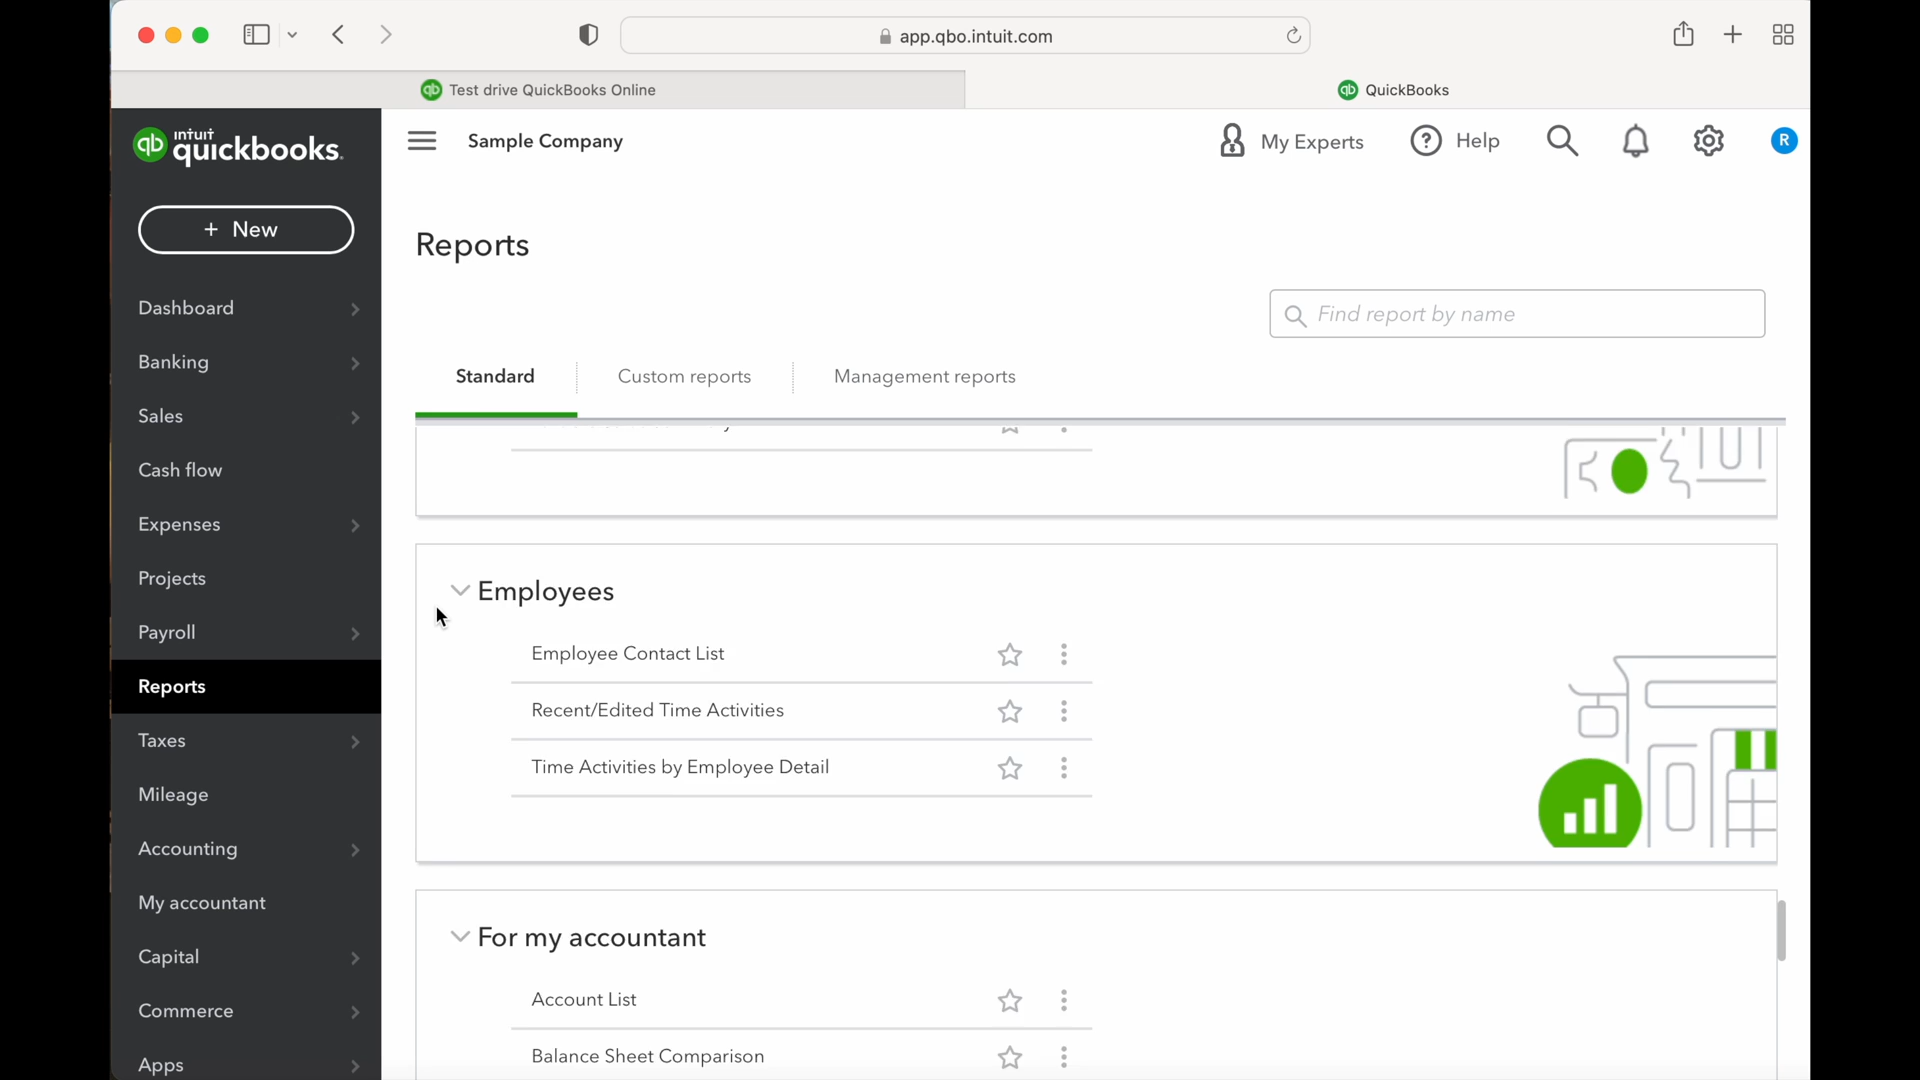 app.qbo.intuit.com
qb Test drive QuickBooks Online
qb QuickBooks
qb intuit quickbooks.
Sample Company
My Experts
? Help
R
+ New
Dashboard
Banking
Sales
Cash flow
Expenses
Projects
Payroll
Reports
Taxes
Mileage
Accounting
My accountant
Capital
Commerce
Apps
Reports
Find report by name
Standard
Custom reports
Management reports
Employees
Employee Contact List
Recent/Edited Time Activities
Time Activities by Employee Detail
For my accountant
Account List
Balance Sheet Comparison